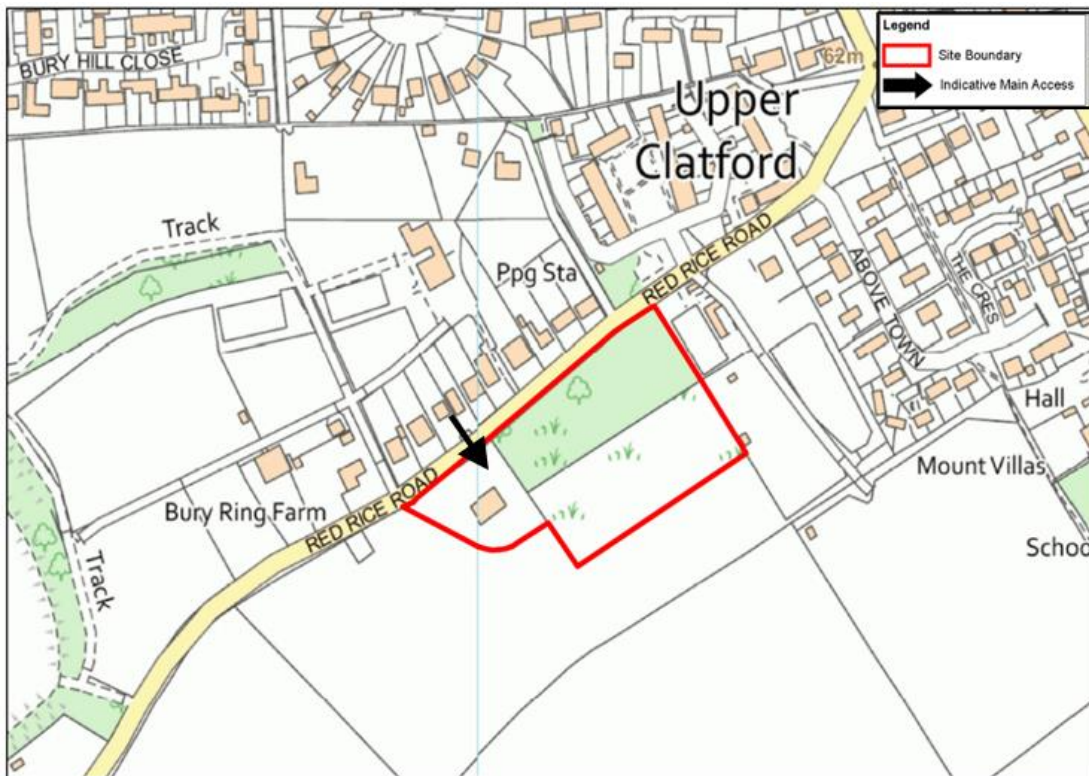 Legend
Site Boundary
Indicative Main Access
BURY HILL CLOSE
62m
Upper
Clatford
Track
Ppg Sta
RED RICE ROAD
ABOVE TOWN
THE CRES
Hall
Mount Villas
Bury Ring Farm
RED RICE ROAD
Schoo
Track